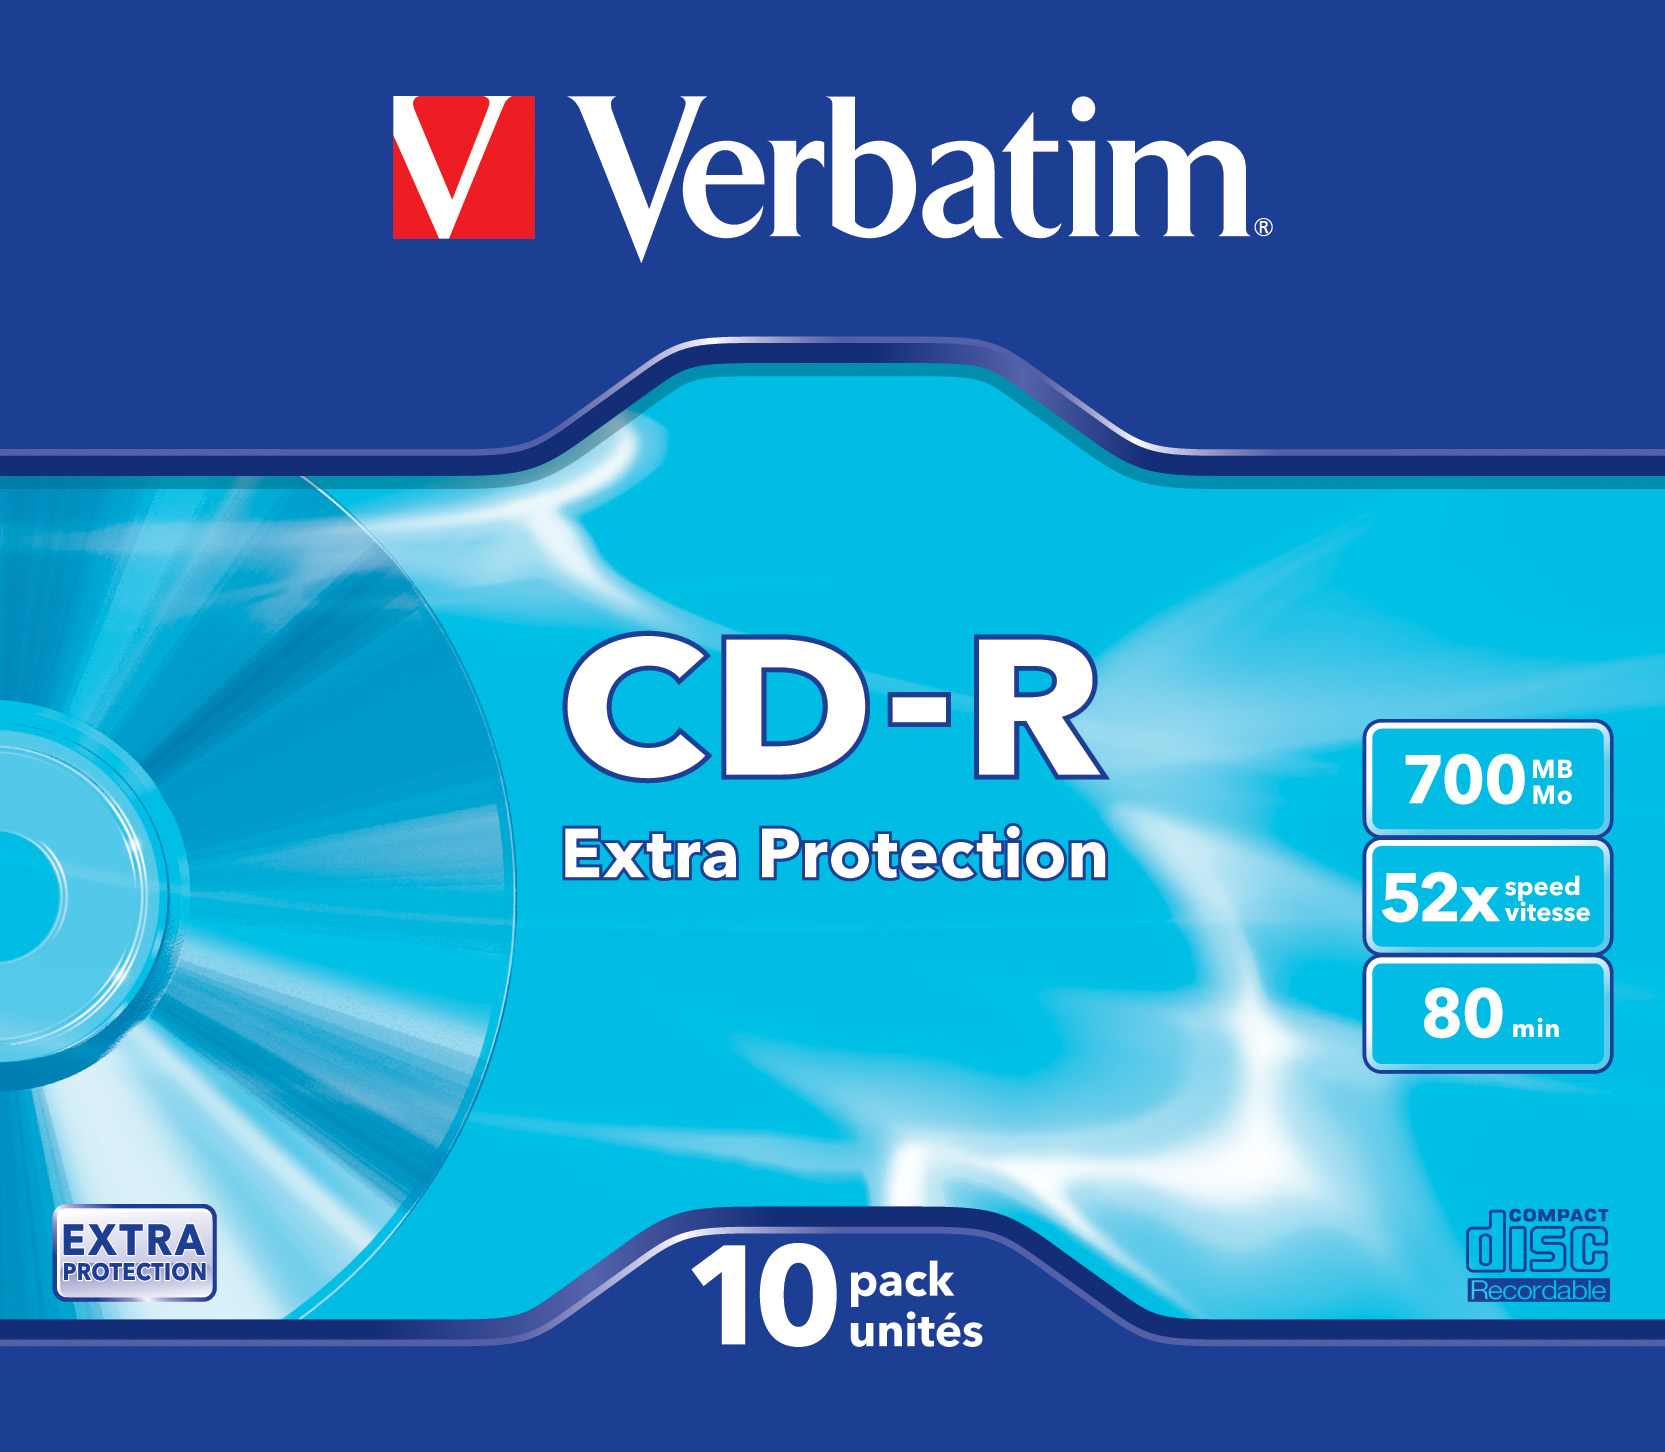 V Verbatim®
CD-R
Extra Protection
700 MB
Mo
52x speed
vitesse
80 min
EXTRA
PROTECTION
10 pack
unités
COMPACT
disc
Recordable